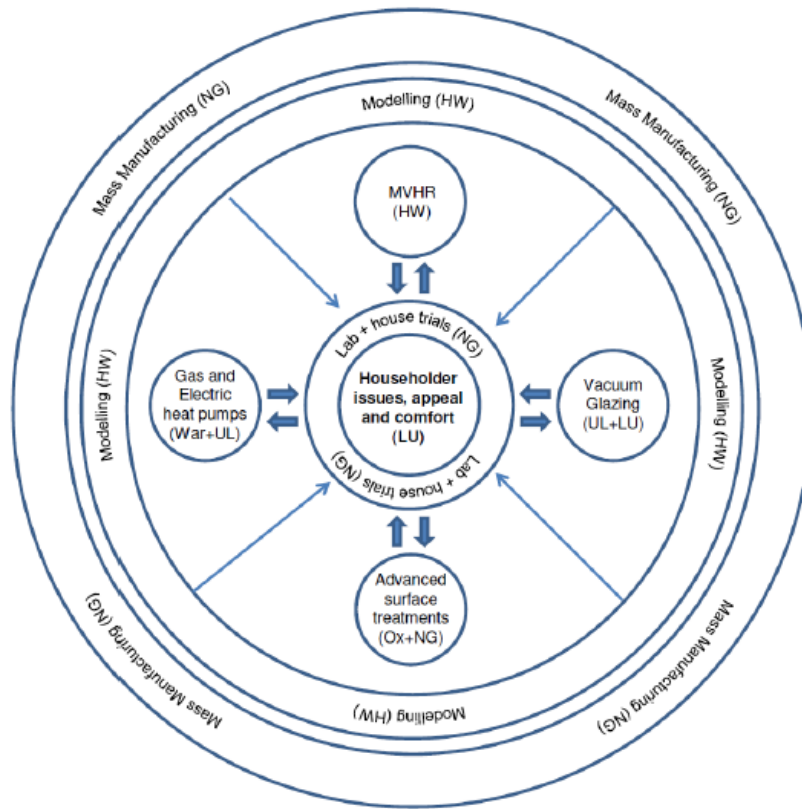 Mass Manufacturing (NG)
Mass Manufacturing (NG)
Modelling (HW)
MVHR
(HW)
Lab + house trials (NG)
Modelling (HW)
Gas and
Electric
heat pumps
(War+UL)
Householder
issues, appeal
and comfort
(LU)
Vacuum
Glazing
(UL+LU)
Modelling (HW)
Lab + house trials (NG)
Advanced
surface
treatments
(Ox+NG)
Modelling (HW)
Mass Manufacturing (NG)
Mass Manufacturing (NG)